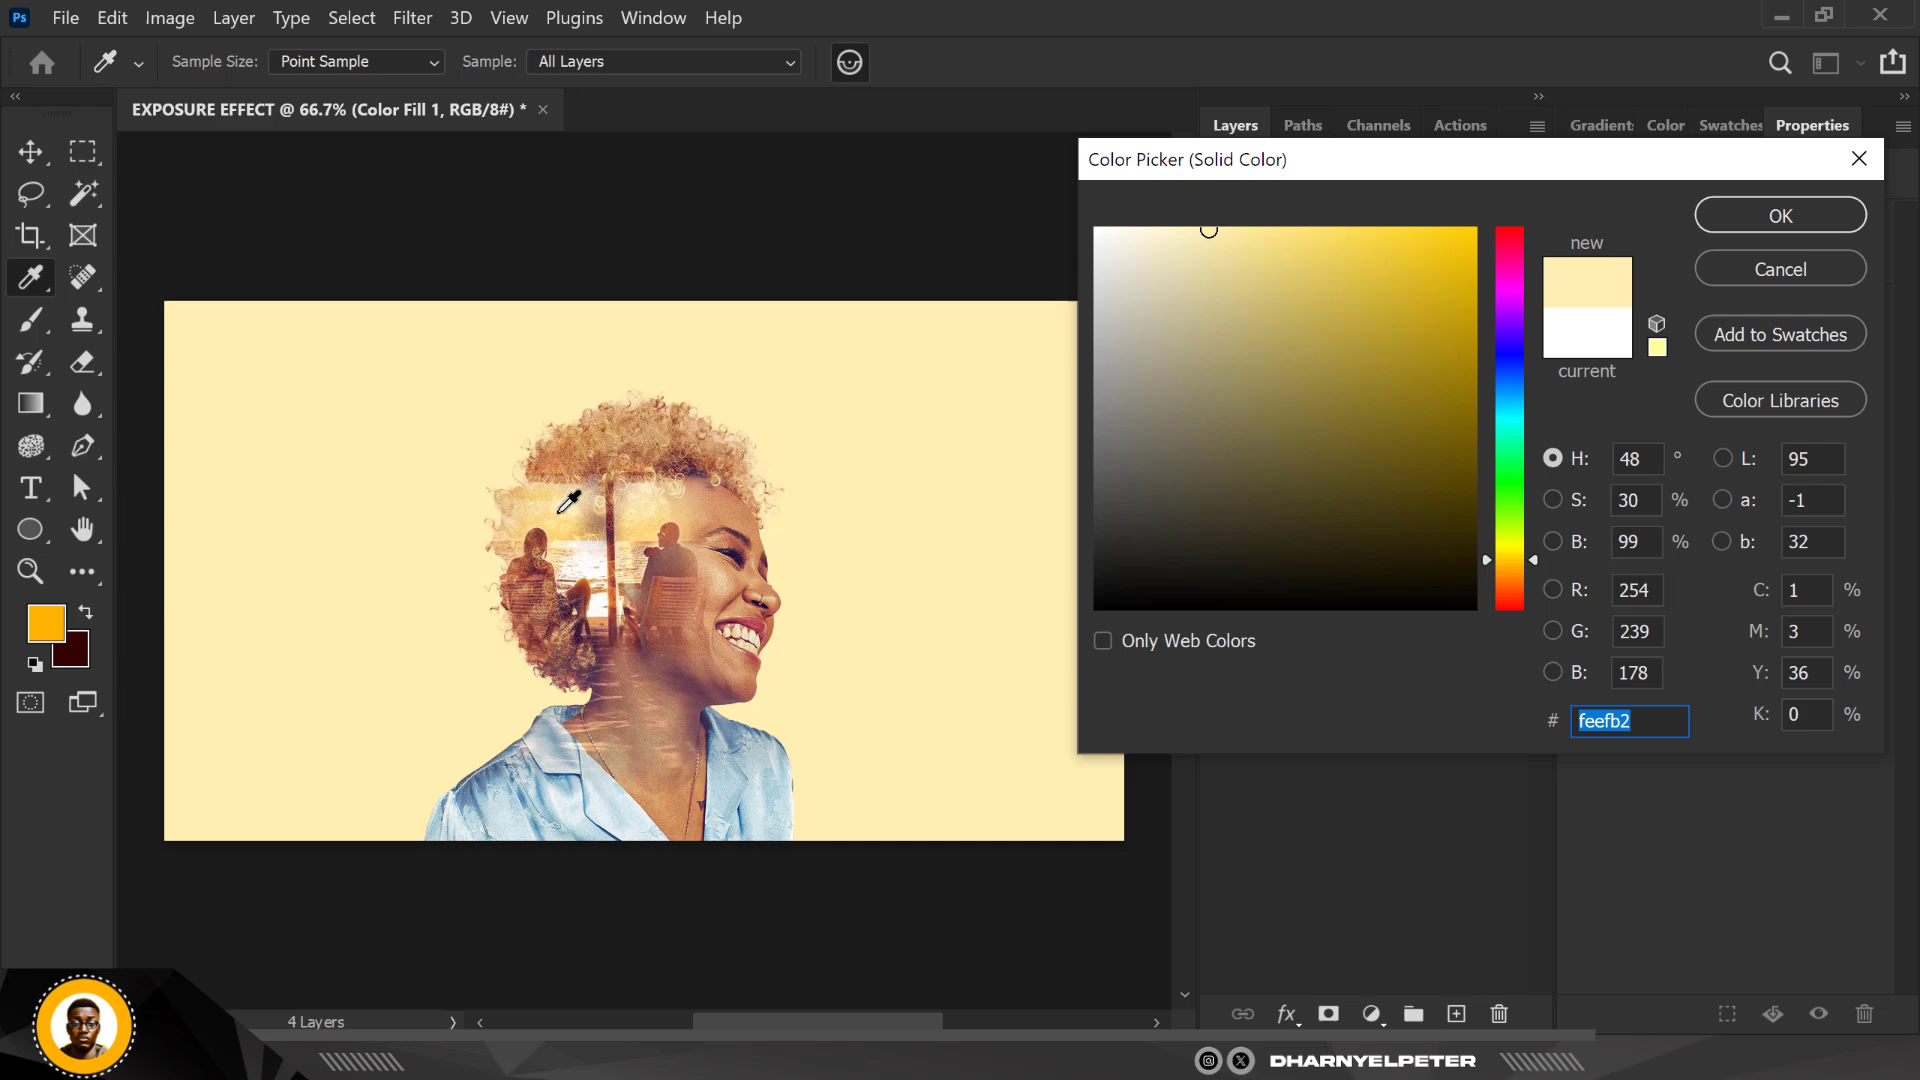 Ps File Edit Image Layer Type Select Filter 3D View Plugins Window Help
Sample Size: Point Sample Sample: All Layers
EXPOSURE EFFECT @ 66.7% (Color Fill 1, RGB/8#) *
Layers Paths Channels Actions Gradient Color Swatches Properties
Color Picker (Solid Color)
OK
new
Cancel
Add to Swatches
current
Color Libraries
H: 48 ° L: 95
S: 30 % a: -1
B: 99 % b: 32
R: 254 C: 1 %
G: 239 M: 3 %
B: 178 Y: 36 %
# feefb2 K: 0 %
Only Web Colors
T
4 Layers
fx
DHARNYELPETER